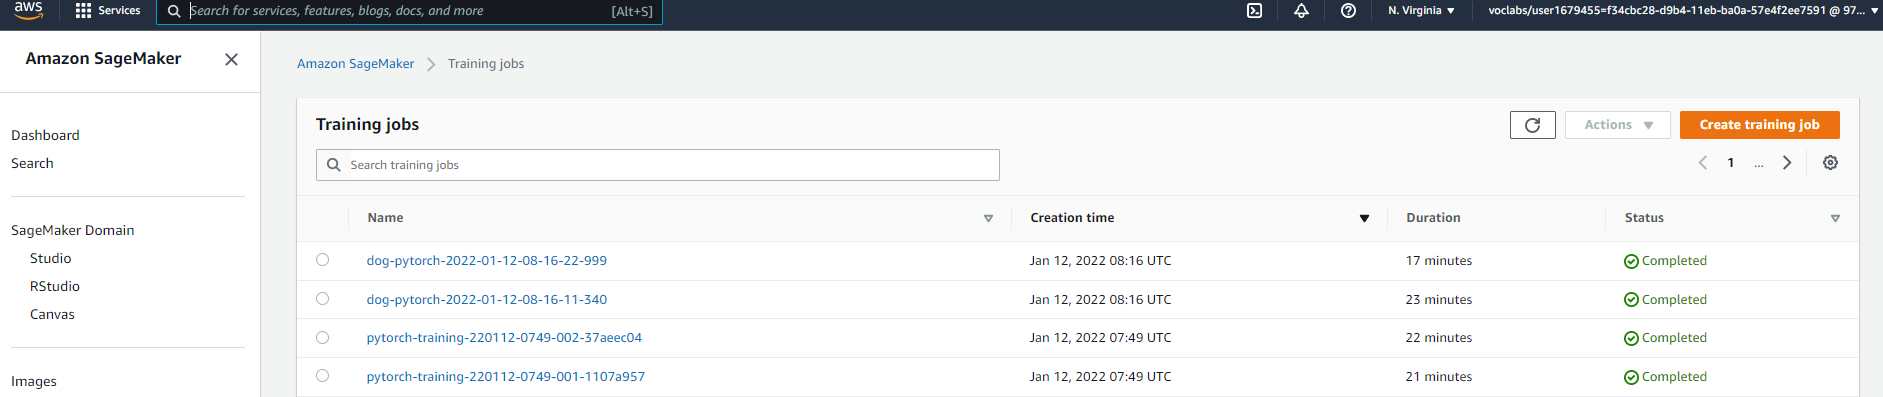 aws Services Search for services, features, blogs, docs, and more [Alt+S] N. Virginia voclabs/user1679455=f34cbc28-d9b4-11eb-ba0a-57e4f2ee7591 @ 97...
Amazon SageMaker
Dashboard
Search
SageMaker Domain
Studio
RStudio
Canvas
Images
Amazon SageMaker Training jobs
Training jobs
Actions Create training job
Search training jobs
1 ...
Name Creation time Duration Status
dog-pytorch-2022-01-12-08-16-22-999 Jan 12, 2022 08:16 UTC 17 minutes Completed
dog-pytorch-2022-01-12-08-16-11-340 Jan 12, 2022 08:16 UTC 23 minutes Completed
pytorch-training-220112-0749-002-37aeec04 Jan 12, 2022 07:49 UTC 22 minutes Completed
pytorch-training-220112-0749-001-1107a957 Jan 12, 2022 07:49 UTC 21 minutes Completed